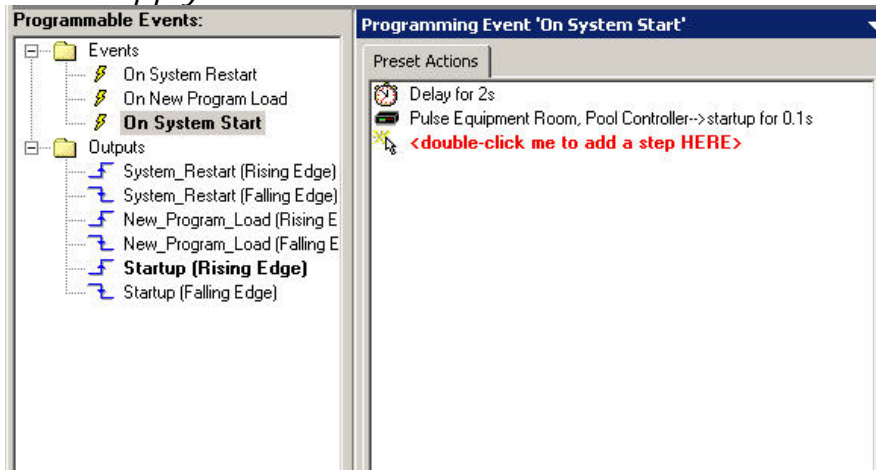 Programmable Events:
Events
On System Restart
On New Program Load
On System Start
Outputs
System_Restart (Rising Edge)
System_Restart (Falling Edge)
New_Program_Load (Rising E
New_Program_Load (Falling E
Startup (Rising Edge)
Startup (Falling Edge)
Programming Event 'On System Start'
Preset Actions
Delay for 2s
Pulse Equipment Room, Pool Controller-->startup for 0.1s
<double-click me to add a step HERE>